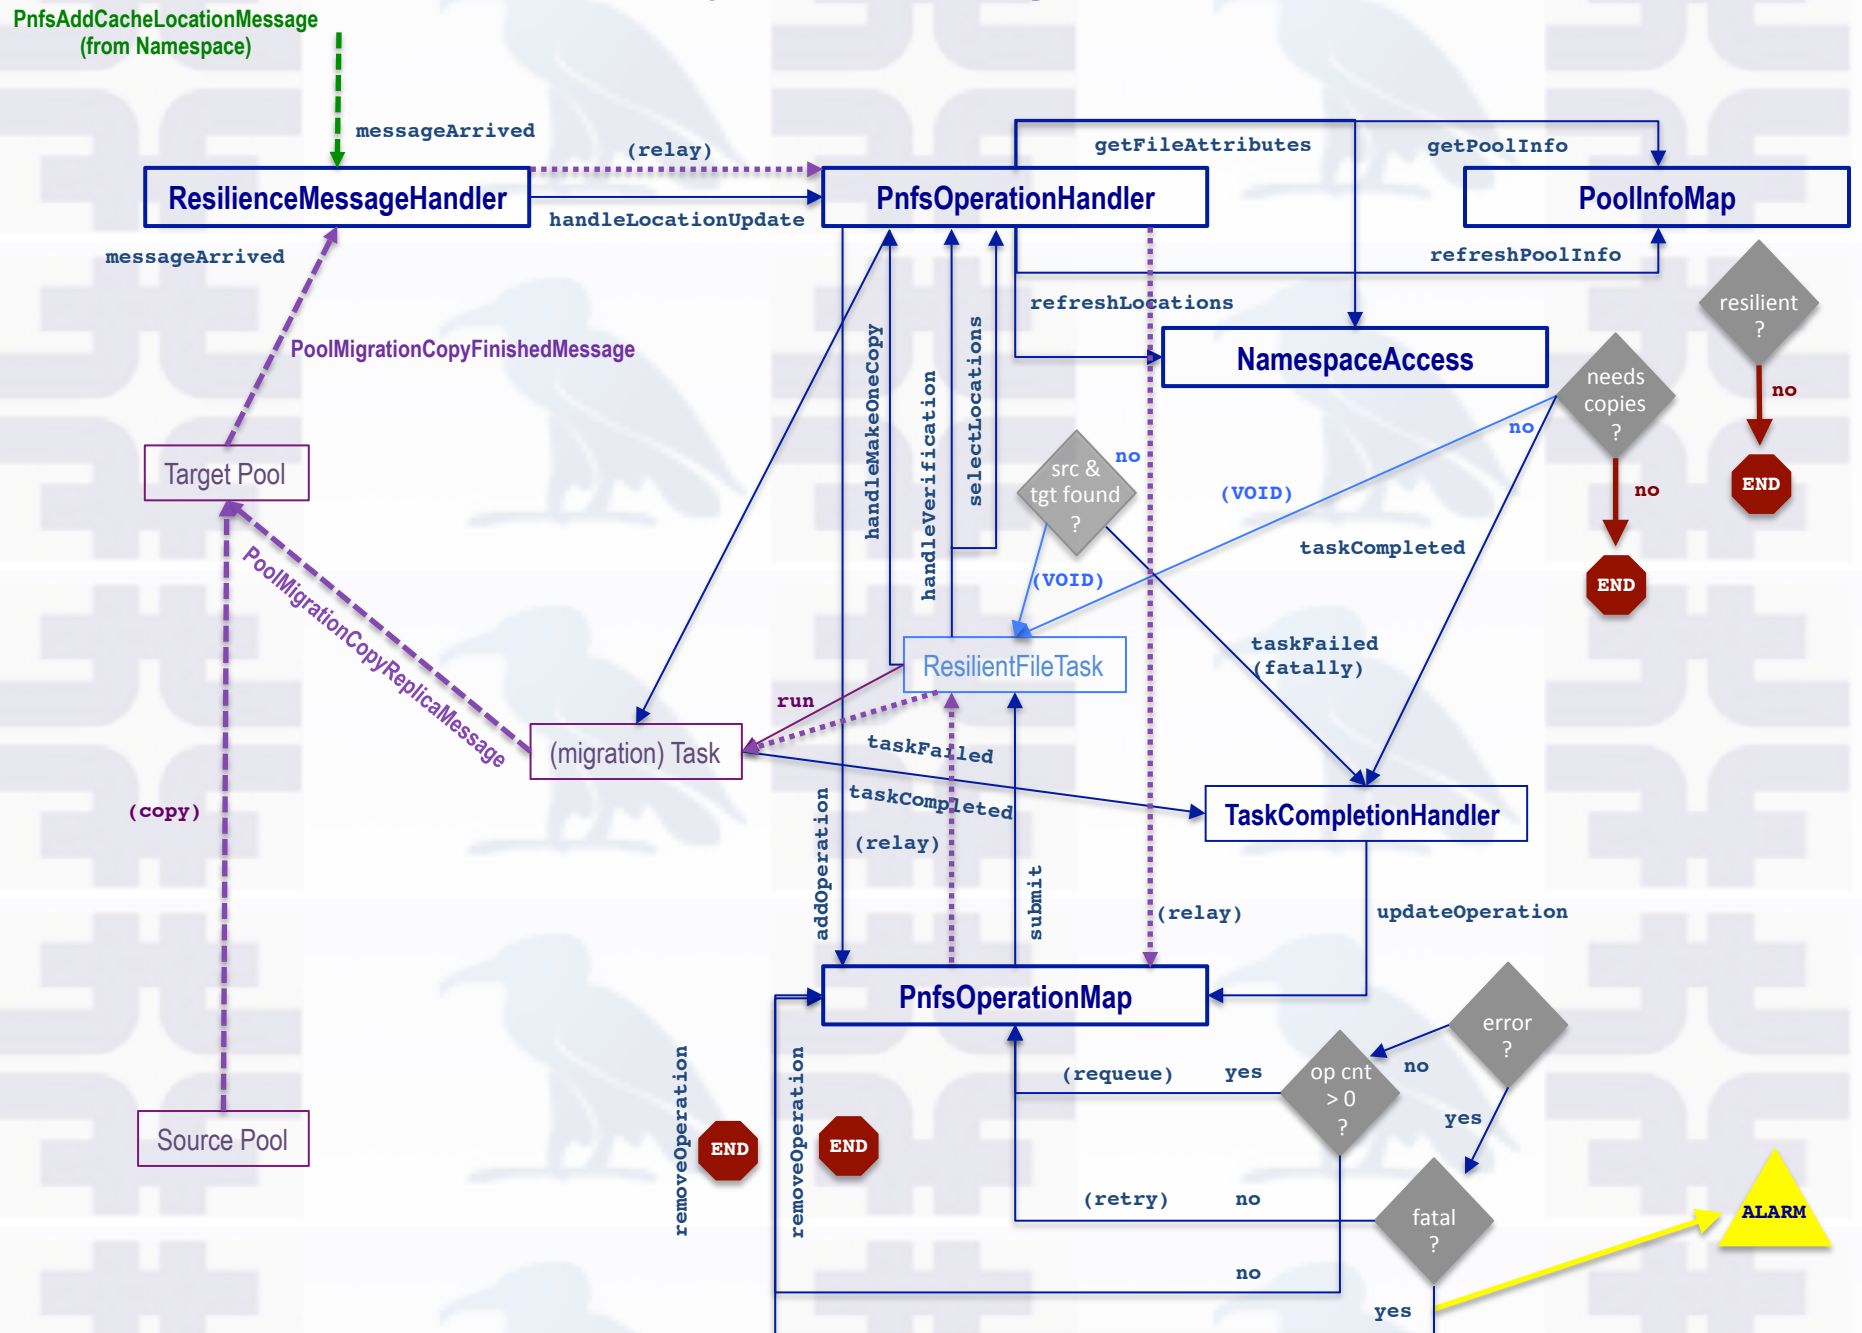 PnfsAddCacheLocationMessage
(from Namespace)
messageArrived
(relay)
getFileAttributes
getPoolInfo
ResilienceMessageHandler
PnfsOperationHandler
PoolInfoMap
handleLocationUpdate
messageArrived
refreshPoolInfo
refreshLocations
resilient
?
PoolMigrationCopyFinishedMessage
NamespaceAccess
needs
copies
?
no
no
handleMakeOneCopy
handleVerification
selectLocations
src &
tgt found
?
no
(VOID)
no
END
Target Pool
taskCompleted
END
(VOID)
PoolMigrationCopyReplicaMessage
ResilientFileTask
taskFailed
(fatally)
run
(migration) Task
taskFailed
taskCompleted
(copy)
TaskCompletionHandler
addOperation
(relay)
submit
(relay)
updateOperation
PnfsOperationMap
error
?
no
op cnt
> 0
?
(requeue)
yes
yes
Source Pool
removeOperation
END
removeOperation
END
(retry)
no
fatal
?
ALARM
no
yes